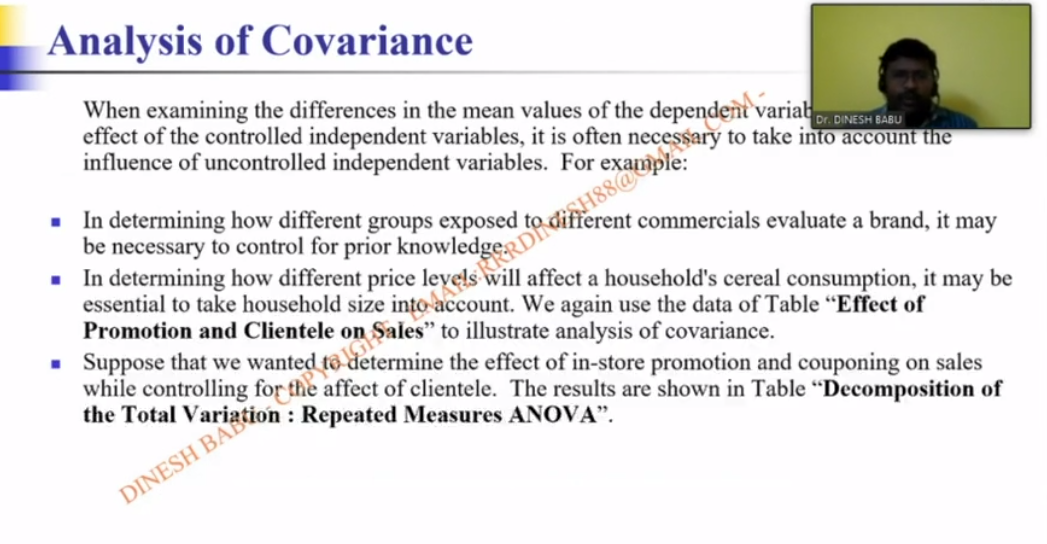 Analysis of Covariance
Dr. DINESH BABU
When examining the differences in the mean values of the dependent variab
effect of the controlled independent variables, it is often necessary to take into account the
influence of uncontrolled independent variables. For example:
In determining how different groups exposed to different commercials evaluate a brand, it may
be necessary to control for prior knowledge.
In determining how different price levels will affect a household's cereal consumption, it may be
essential to take household size into account. We again use the data of Table “Effect of
Promotion and Clientele on Sales” to illustrate analysis of covariance.
Suppose that we wanted to determine the effect of in-store promotion and couponing on sales
while controlling for the affect of clientele. The results are shown in Table “Decomposition of
the Total Variation : Repeated Measures ANOVA”.
DINESH BABU - COPYRIGHT - EMAIL:RRRDINESH88@GMAIL.COM -